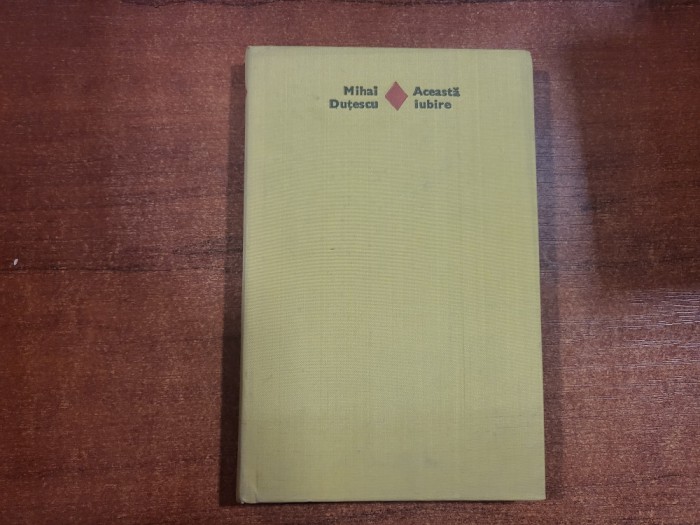 Mihai
Duțescu
Această
iubire